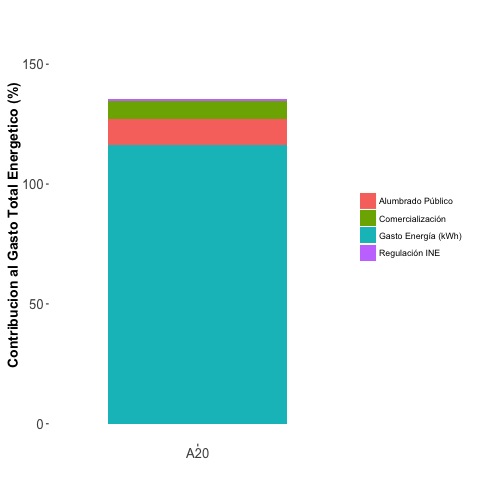 Contribucion al Gasto Total Energetico (%)
150
100
50
0
A20
Alumbrado Público
Comercialización
Gasto Energía (kWh)
Regulación INE